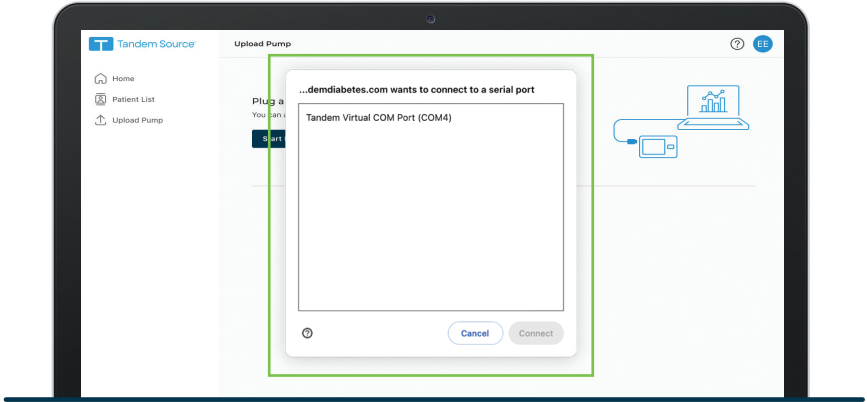 Tandem Source
Upload Pump
EE
Home
Patient List
Upload Pump
Plug a
You can a
Start
...demdiabetes.com wants to connect to a serial port
Tandem Virtual COM Port (COM4)
Cancel
Connect